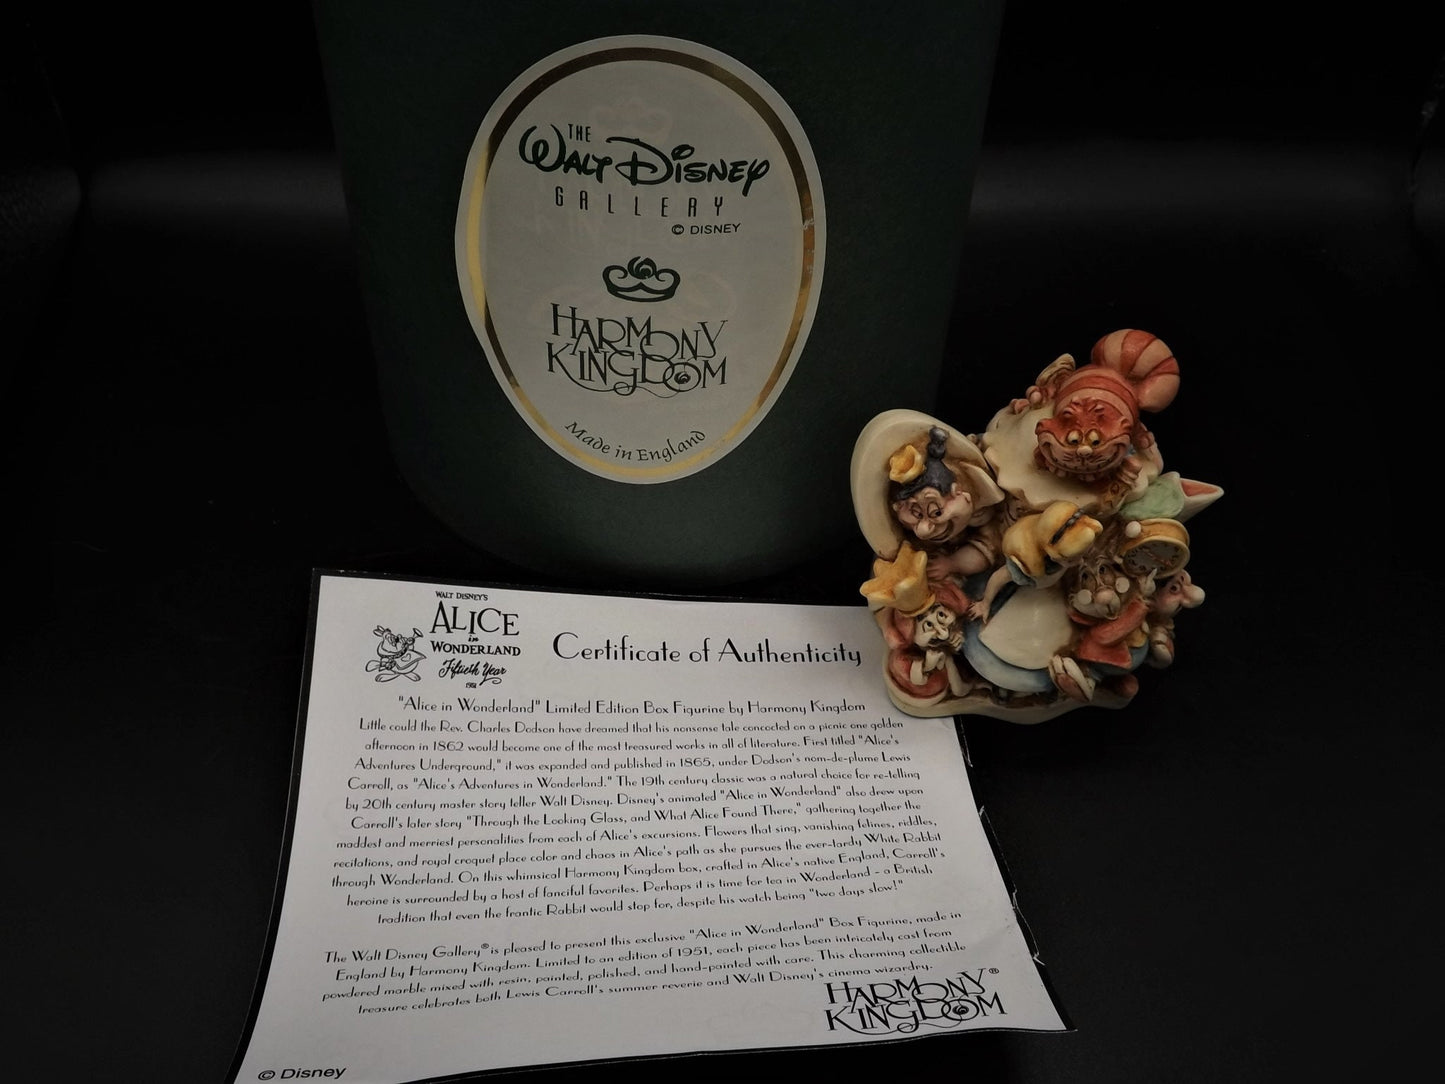 THE
WALT DISNEY
GALLERY
© DISNEY
HARMONY
KINGDOM
Made in England
WALT DISNEY'S
ALICE
in
WONDERLAND
Fiftieth Year
1951
Certificate of Authenticity
"Alice in Wonderland" Limited Edition Box Figurine by Harmony Kingdom
Little could the Rev. Charles Dodson have dreamed that his nonsense tale concocted on a picnic one golden
afternoon in 1862 would become one of the most treasured works in all of literature. First titled "Alice's
Adventures Underground," it was expanded and published in 1865, under Dodson's nom-de-plume Lewis
Carroll, as "Alice's Adventures in Wonderland." The 19th century classic was a natural choice for re-telling
by 20th century master story teller Walt Disney. Disney's animated "Alice in Wonderland" also drew upon
Carroll's later story "Through the Looking Glass, and What Alice Found There," gathering together the
maddest and merriest personalities from each of Alice's excursions. Flowers that sing, vanishing felines, riddles,
recitations, and royal croquet place color and chaos in Alice's path as she pursues the ever-tardy White Rabbit
through Wonderland. On this whimsical Harmony Kingdom box, crafted in Alice's native England, Carroll's
heroine is surrounded by a host of fanciful favorites. Perhaps it is time for tea in Wonderland - a British
tradition that even the frantic Rabbit would stop for, despite his watch being "two days slow!"
The Walt Disney Gallery® is pleased to present this exclusive "Alice in Wonderland" Box Figurine, made in
England by Harmony Kingdom. Limited to an edition of 1951, each piece has been intricately cast from
powdered marble mixed with resin, painted, polished, and hand-painted with care. This charming collectible
treasure celebrates both Lewis Carroll's summer reverie and Walt Disney's cinema wizardry.
HARMONY®
KINGDOM
© Disney